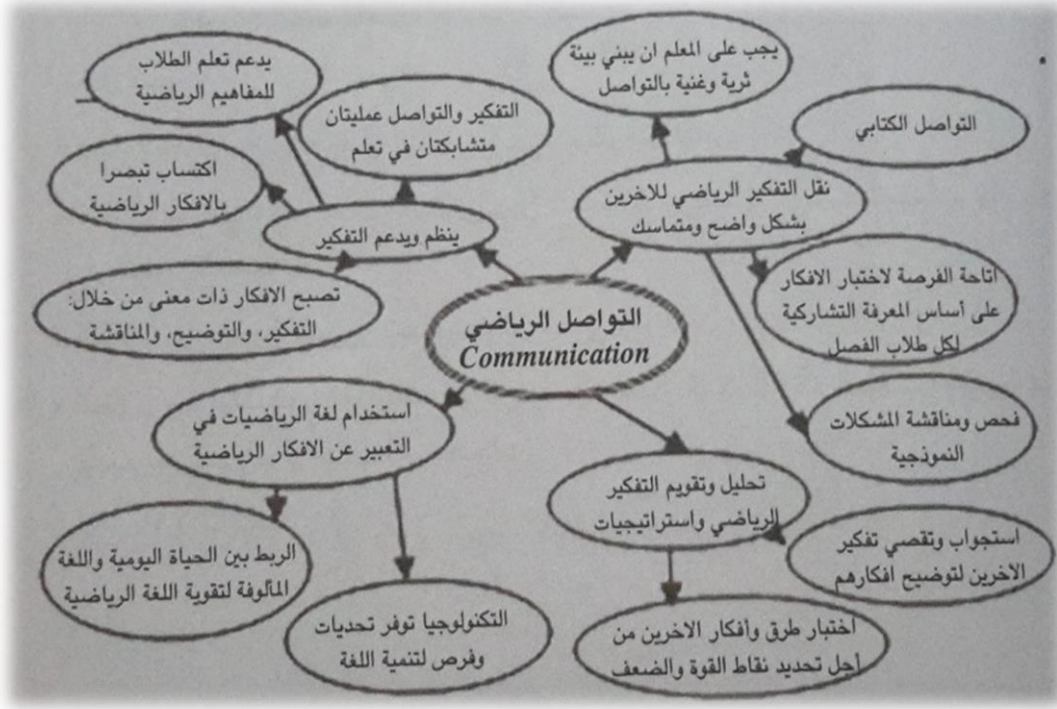 يدعم تعلم الطلاب
للمفاهيم الرياضية
التفكير والتواصل عمليتان
متشابكتان في تعلم
يجب على المعلم ان يبني بيئة
ثرية وغنية بالتواصل
التواصل الكتابي
اكتساب تبصرا
بالافكار الرياضية
ينظم ويدعم التفكير
نقل التفكير الرياضي للاخرين
بشكل واضح ومتماسك
تصبح الافكار ذات معنى من خلال:
التفكير، والتوضيح، والمناقشة
اتاحة الفرصة لاختبار الافكار
على أساس المعرفة التشاركية
لكل طلاب الفصل
التواصل الرياضي
Communication
استخدام لغة الرياضيات في
التعبير عن الافكار الرياضية
فحص ومناقشة المشكلات
النموذجية
تحليل وتقويم التفكير
الرياضي واستراتيجيات
استجواب وتقصي تفكير
الاخرين لتوضيح افكارهم
الربط بين الحياة اليومية واللغة
المألوفة لتقوية اللغة الرياضية
التكنولوجيا توفر تحديات
وفرص لتنمية اللغة
اختبار طرق وأفكار الاخرين من
أجل تحديد نقاط القوة والضعف